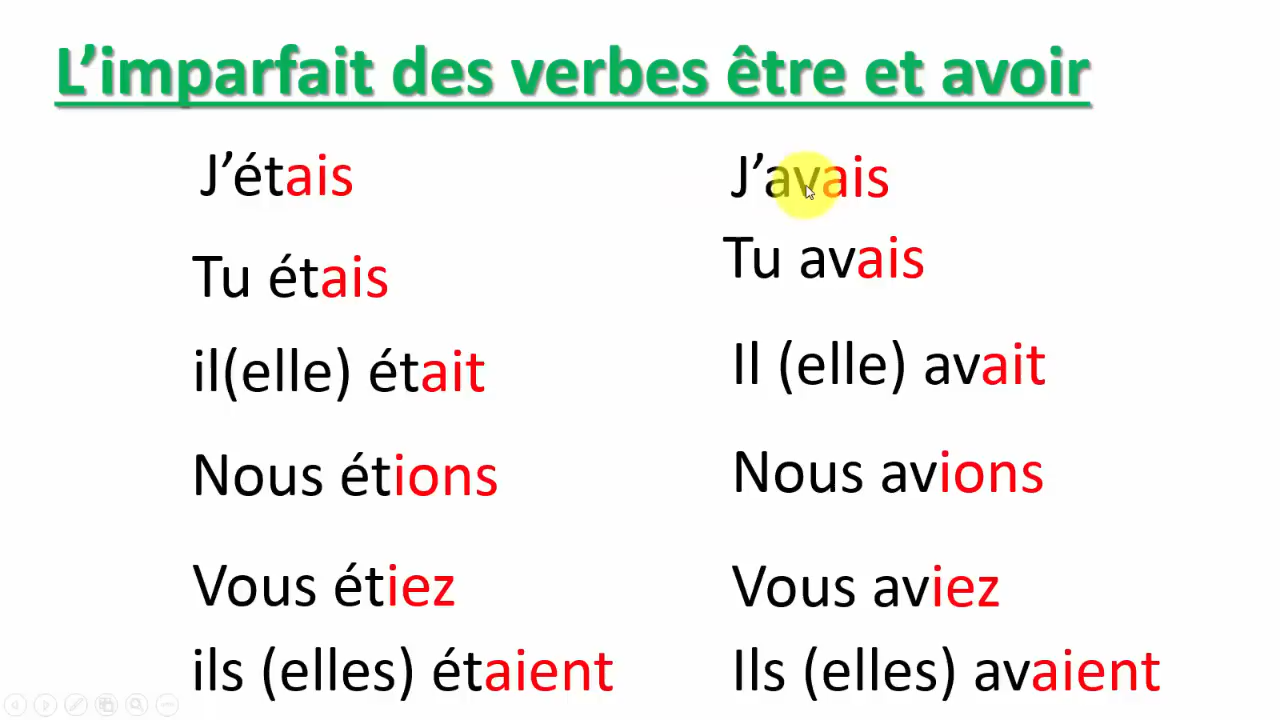 L’imparfait des verbes être et avoir
J’étais
Tu étais
il(elle) était
Nous étions
Vous étiez
ils (elles) étaient
J’avais
Tu avais
Il (elle) avait
Nous avions
Vous aviez
Ils (elles) avaient